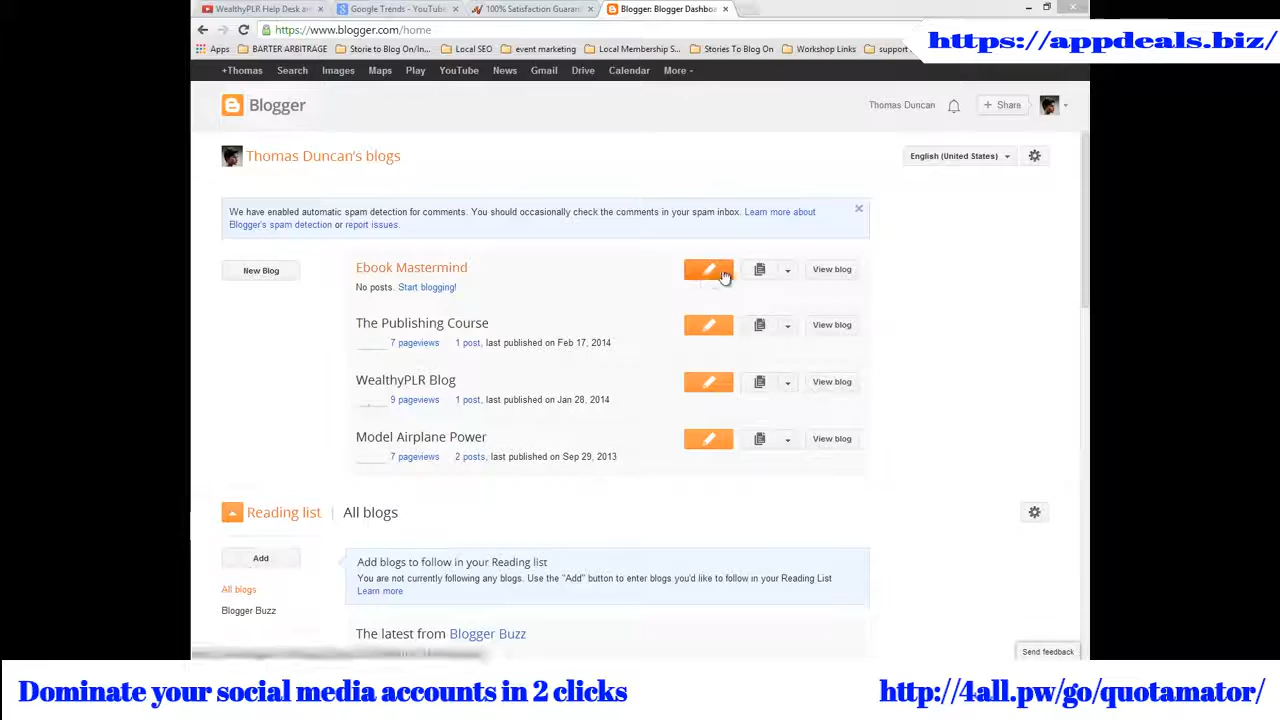 WealthyPLR Help Desk an
Google Trends - YouTube
100% Satisfaction Guaran
Blogger: Blogger Dashboa
https://www.blogger.com/home
https://appdeals.biz/
Apps BARTER ARBITRAGE Storie to Blog On/In... Local SEO event marketing Local Membership S... Stories To Blog On Workshop Links support
+Thomas Search Images Maps Play YouTube News Gmail Drive Calendar More
Blogger
Thomas Duncan
+ Share
Thomas Duncan's blogs
English (United States)
We have enabled automatic spam detection for comments. You should occasionally check the comments in your spam inbox. Learn more about
Blogger's spam detection or report issues.
New Blog
Ebook Mastermind
View blog
No posts. Start blogging!
The Publishing Course
View blog
7 pageviews 1 post, last published on Feb 17, 2014
WealthyPLR Blog
View blog
9 pageviews 1 post, last published on Jan 28, 2014
Model Airplane Power
View blog
7 pageviews 2 posts, last published on Sep 29, 2013
Reading list | All blogs
Add
Add blogs to follow in your Reading list
You are not currently following any blogs. Use the "Add" button to enter blogs you'd like to follow in your Reading List
Learn more
All blogs
Blogger Buzz
The latest from Blogger Buzz
Send feedback
Dominate your social media accounts in 2 clicks
http://4all.pw/go/quotamator/